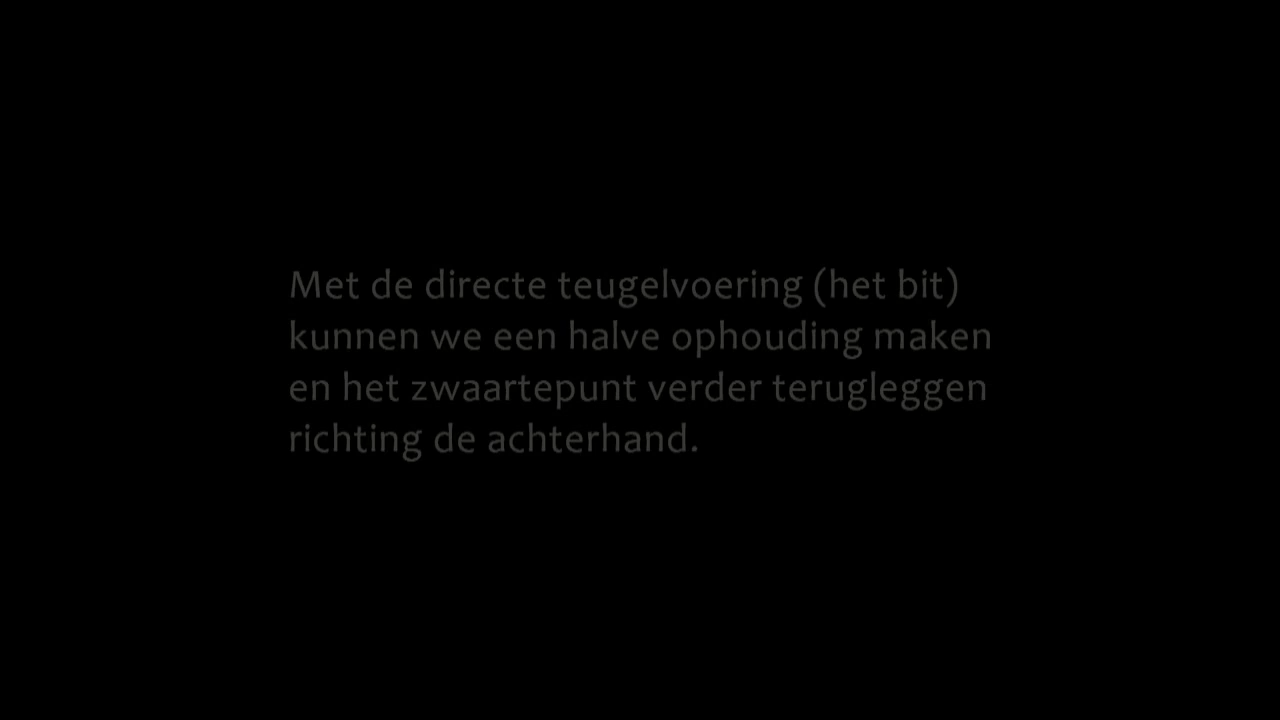 Met de directe teugelvoering (het bit)
kunnen we een halve ophouding maken
en het zwaartepunt verder terugleggen
richting de achterhand.